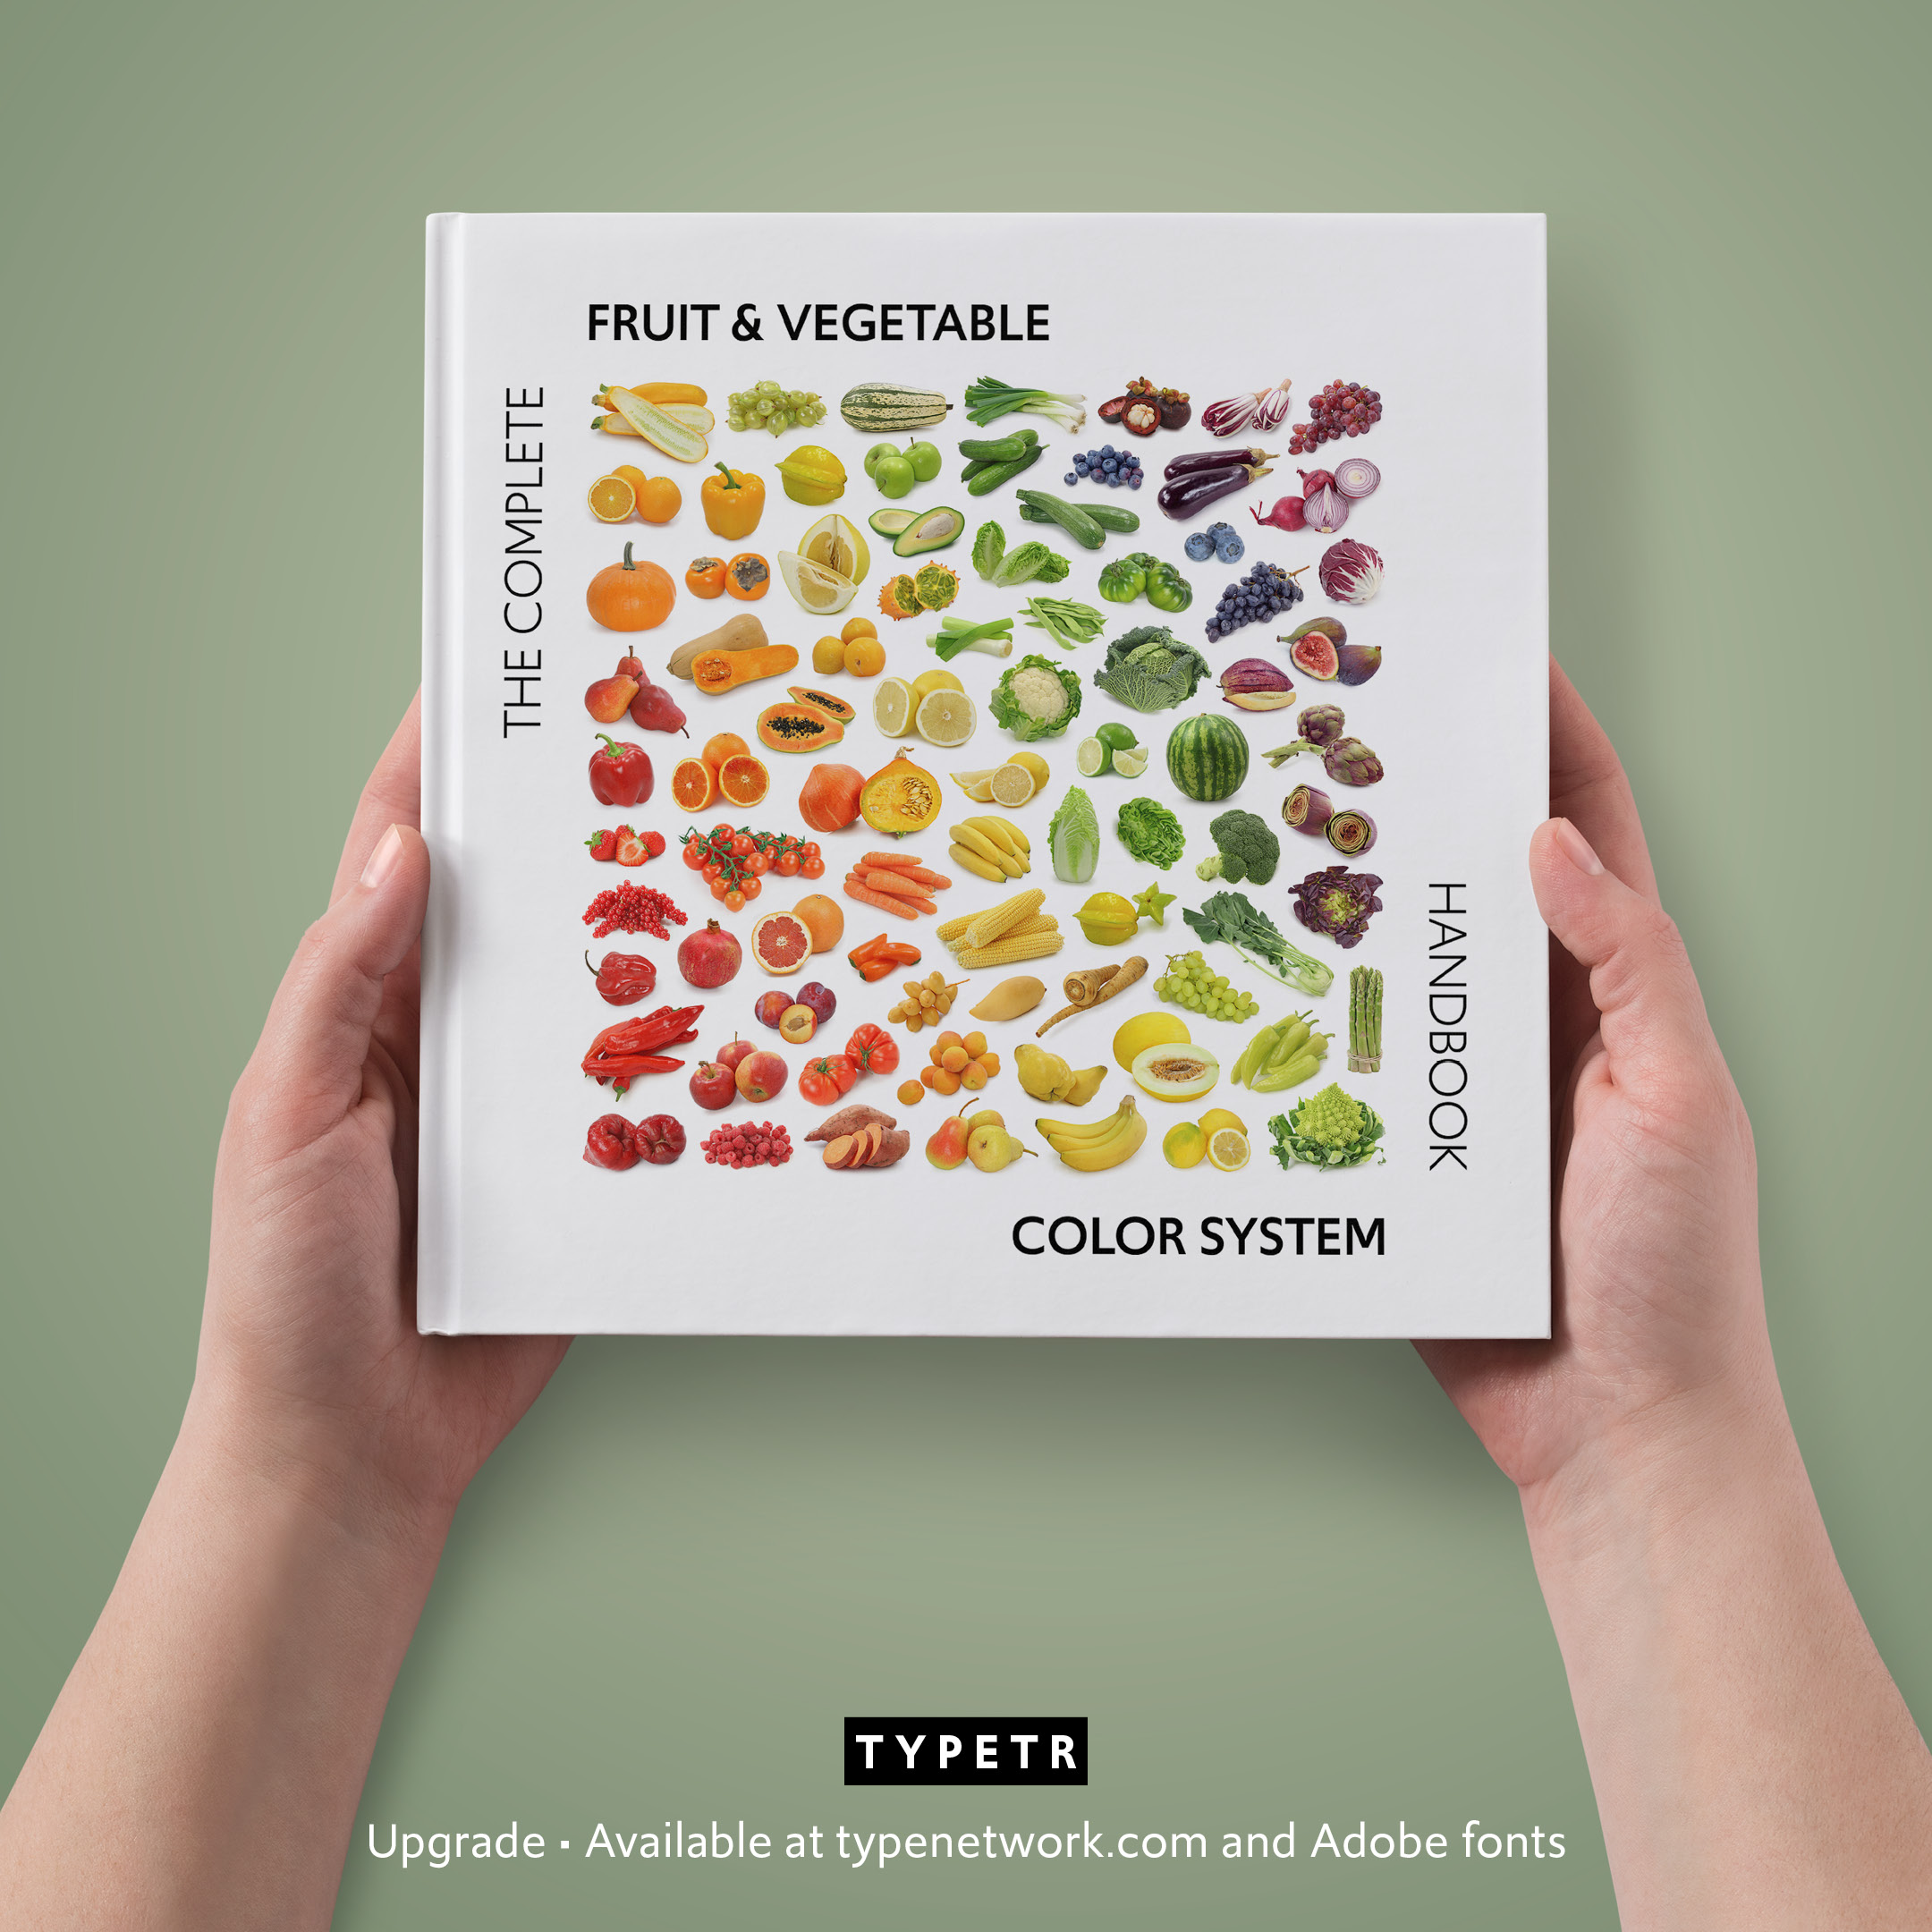 THE COMPLETE
FRUIT & VEGETABLE
COLOR SYSTEM
HANDBOOK
TYPETR
Upgrade · Available at typenetwork.com and Adobe fonts